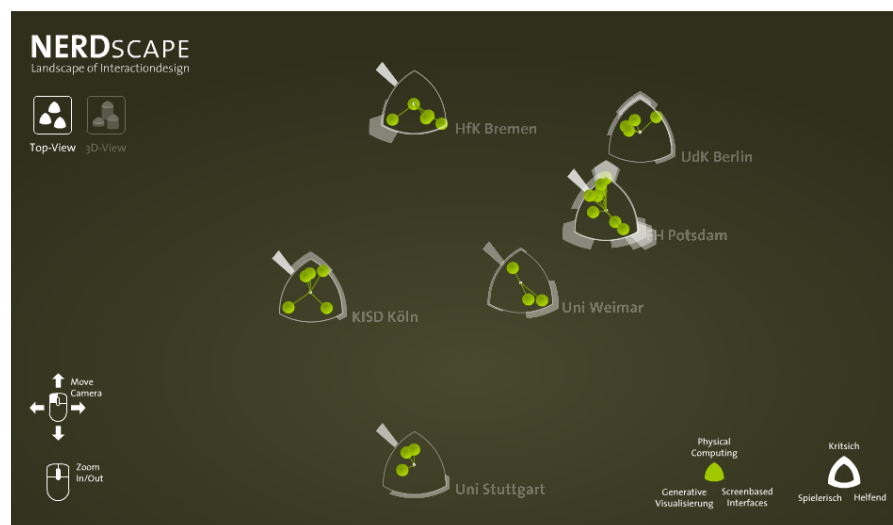 NERDSCAPE
Landscape of Interactiondesign
Top-View
3D-View
HfK Bremen
UdK Berlin
FH Potsdam
KISD Köln
Uni Weimar
Uni Stuttgart
Move
Camera
Zoom
In/Out
Physical
Computing
Generative
Visualisierung
Screenbased
Interfaces
Kritsich
Spielerisch
Helfend